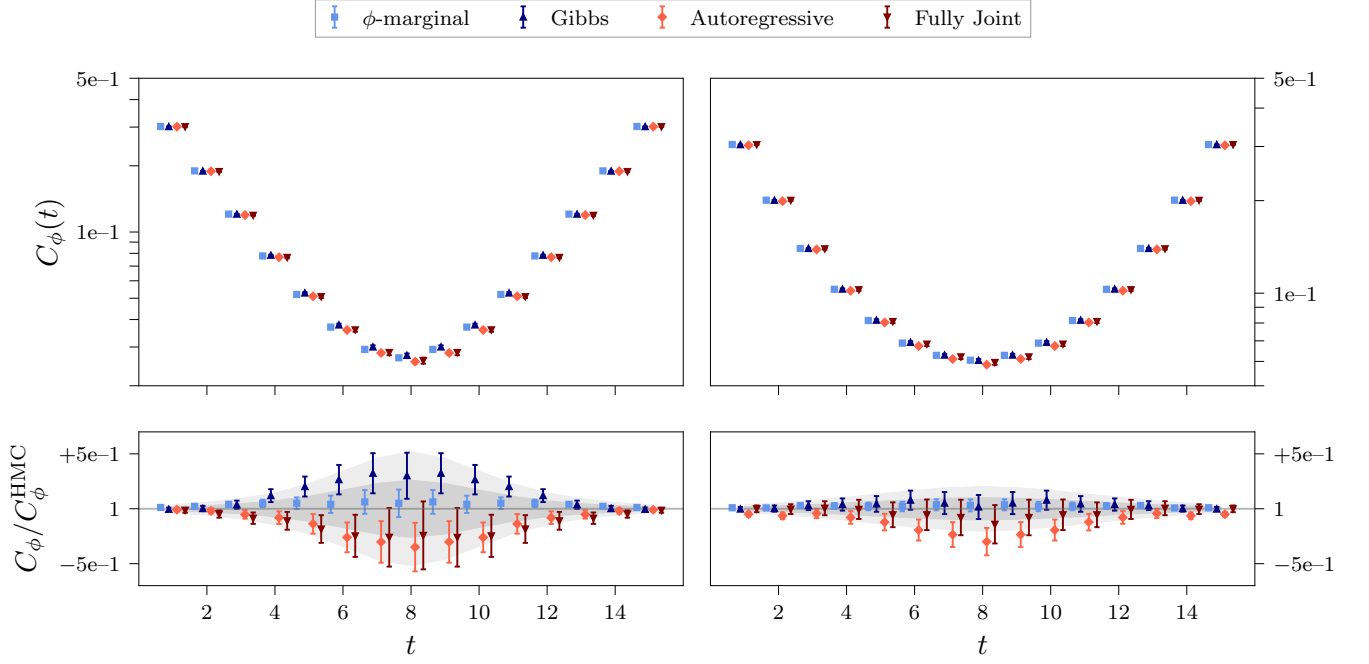 ϕ-marginal Gibbs Autoregressive Fully Joint
5e–1
1e–1
C_ϕ(t)
5e–1
1e–1
+5e–1
1
−5e–1
C_ϕ/C_ϕ^HMC
2 4 6 8 10 12 14
t
+5e–1
1
−5e–1
2 4 6 8 10 12 14
t